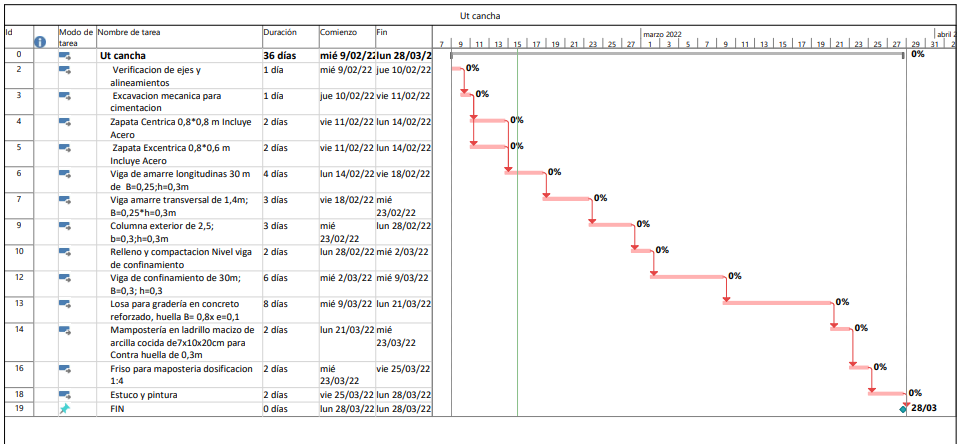 Ut cancha
Id Modo de tarea Nombre de tarea Duración Comienzo Fin
marzo 2022 abril 2
7 9 11 13 15 17 19 21 23 25 27 1 3 5 7 9 11 13 15 17 19 21 23 25 27 29 31 2
0 Ut cancha 36 días mié 9/02/22 lun 28/03/2 0%
2 Verificacion de ejes y 1 día mié 9/02/22 jue 10/02/22 0%
alineamientos
3 Excavacion mecanica para 1 día jue 10/02/22 vie 11/02/22 0%
cimentacion
4 Zapata Centrica 0,8*0,8 m Incluye 2 días vie 11/02/22 lun 14/02/22 0%
Acero
5 Zapata Excentrica 0,8*0,6 m 2 días vie 11/02/22 lun 14/02/22 0%
Incluye Acero
6 Viga de amarre longitudinas 30 m 4 días lun 14/02/22 vie 18/02/22 0%
de B=0,25;h=0,3m
7 Viga amarre transversal de 1,4m; 3 días vie 18/02/22 mié 0%
B=0,25*h=0,3m 23/02/22
9 Columna exterior de 2,5; 3 días mié lun 28/02/22 0%
b=0,3;h=0,3m 23/02/22
10 Relleno y compactacion Nivel viga 2 días lun 28/02/22 mié 2/03/22 0%
de confinamiento
12 Viga de confinamiento de 30m; 6 días mié 2/03/22 mié 9/03/22 0%
B=0,3; h=0,3
13 Losa para gradería en concreto 8 días mié 9/03/22 lun 21/03/22 0%
reforzado, huella B= 0,8x e=0,1
14 Mampostería en ladrillo macizo de 2 días lun 21/03/22 mié 0%
arcilla cocida de7x10x20cm para 23/03/22
Contra huella de 0,3m
16 Friso para mapostería dosificacion 2 días mié vie 25/03/22 0%
1:4 23/03/22
18 Estuco y pintura 2 días vie 25/03/22 lun 28/03/22 0%
19 FIN 0 días lun 28/03/22 lun 28/03/22 28/03